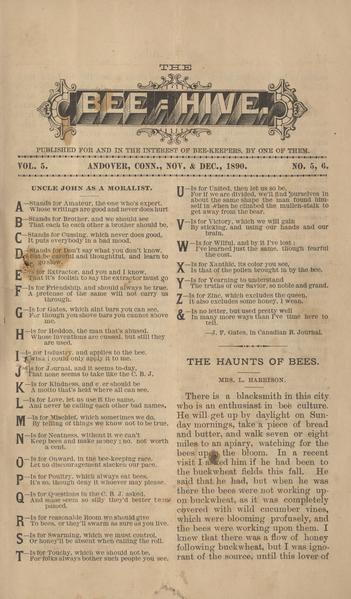 THE
BEE=HIVE.
PUBLISHED FOR AND IN THE INTEREST OF BEE-KEEPERS, BY ONE OF THEM.
VOL. 5. ANDOVER, CONN., NOV. & DEC., 1890. NO. 5, 6.
UNCLE JOHN AS A MORALIST.
A—Stands for Amateur, the one who's expert,
Whose writings are good and never does hurt
B—Stands for Brother, and we should see
That each to each other a brother should be,
C—Stands for Cunning, which never does good,
It puts everybody in a bad mood.
Stands for Don't say what you don't know,
But be careful and thoughtful, and learn to
go slow
E—is for Extractor, and you and I know,
That it's foolish to say the extractor must go
F—is for Friendship, and should always be true.
A pretense of the same will not carry us
through.
G—is for Gates, which slat bars you can see,
For though you shove bars you cannot shove
me.
H—is for Heddon, the man that's abused.
Whose inventions are cussed, but still they
are used.
I—is for Industry, and applies to the bee.
I wish I could only apply it to me.
J—is for Journal, and it seems to-day,
That none seems to take like the C. B. J.
K—is for Kindness, and e er should be
A motto that's held where all can see.
L—is for Love, let us use if the same,
And never be calling each other bad names,
M—is for Mischief, which sometimes we do,
By telling of things we know not to be true,
N—is for Neatness, without it we can't
Keep bees and make money; no, not worth
a cent.
O—is for Onward, in the bee-keeping race.
Let no discouragement slacken our pace.
P—is for Poultry, which always eat bees.
It's so, though deny it whoever may please.
Q—is for Questions in the C. B. J. asked,
And some seem so silly they'd better been
passed.
R—is for reasonable Room we should give
To bees, or they'll swarm as sure as you live.
S—is for Swarming, which we must control,
Or honey'll be absent when calling the roll.
T—is for Touchy, which we should not be,
For folks always bother such people you see,
U—is for United, then let us so be,
For if we are divided, we'll find ourselves in
about the same shape the man found him-
self in when he climbed the mullen-stalk to
get away from the bear.
V—is for Victory, which we will gain
By sticking, and using our hands and our
brain.
W—is for Wilful, and by it I've lost,
I've learned just the same, though fearful
the cost.
X—is for Xanthic, its color you see,
Is that of the pollen brought in by the bee.
Y—is for Yearning to understand
The truths of our Savior, so noble and grand.
Z—is for Zinc, which excludes the queen,
It also excludes some honey, I ween.
&—is no letter, but used pretty well
In many more ways than I've time here to
tell.
—J. F. Gates, in Canadian B. Journal.
THE HAUNTS OF BEES.
MRS. L. HARRISON.
There is a blacksmith in this city
who is an enthusiast in bee culture.
He will get up by daylight on Sun-
day mornings, take a piece of bread
and butter, and walk seven or eight
miles to an apiary, watching for the
bees upon the bloom. In a recent
visit I asked him if he had been to
the buckwheat fields this fall. He
said that he had, but when he was
there the bees were not working up-
on buckwheat, as it was completely
covered with wild cucumber vines,
which were blooming profusely, and
the bees were working upon them. I
knew that there was a flow of honey
following buckwheat, but I was igno-
rant of the source, until this lover of